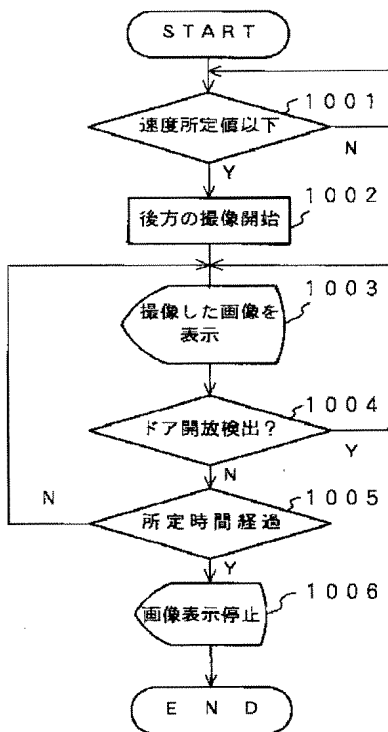 START
1001
速度所定値以下
N
Y
1002
後方の撮像開始
1003
撮像した画像を
表示
1004
ドア開放検出?
Y
N
N
1005
所定時間経過
Y
1006
画像表示停止
END